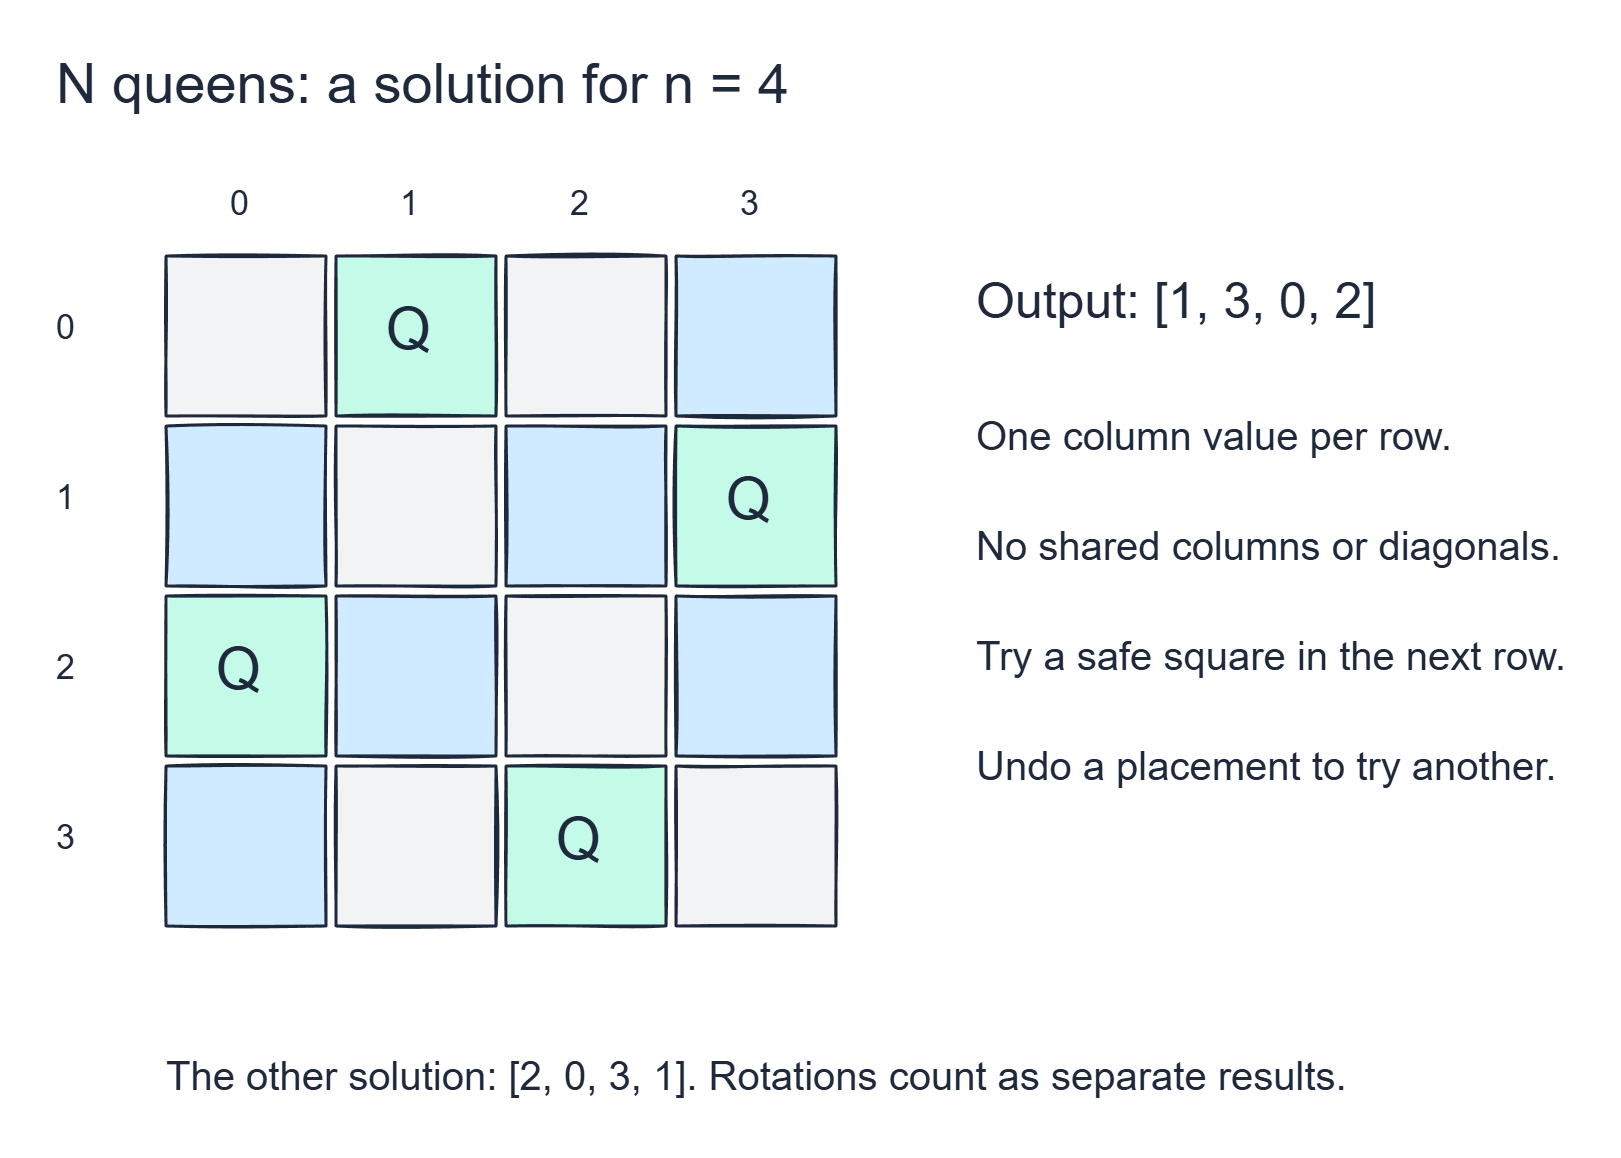 N queens: a solution for n = 4
0 1 2 3
0 Q
Output: [1, 3, 0, 2]
One column value per row.
1 Q
No shared columns or diagonals.
2 Q
Try a safe square in the next row.
Undo a placement to try another.
3 Q
The other solution: [2, 0, 3, 1]. Rotations count as separate results.